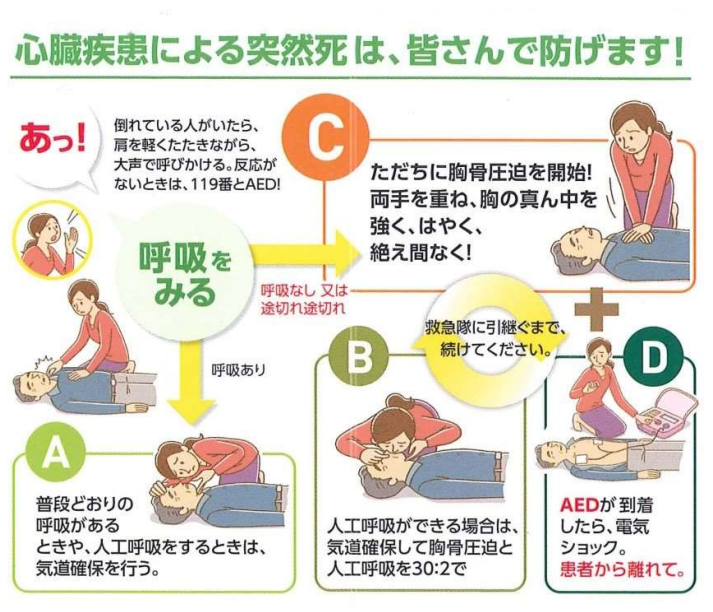 心臓疾患による突然死は、皆さんで防げます!
あっ!
倒れている人がいたら、
肩を軽くたたきながら、
大声で呼びかける。反応が
ないときは、119番とAED!
呼吸を
みる
C
ただちに胸骨圧迫を開始!
両手を重ね、胸の真ん中を
強く、はやく、
絶え間なく!
呼吸なし 又は
途切れ途切れ
呼吸あり
救急隊に引継ぐまで、
続けてください。
A
普段どおりの
呼吸がある
ときや、人工呼吸をするときは、
気道確保を行う。
B
人工呼吸ができる場合は、
気道確保して胸骨圧迫と
人工呼吸を30:2で
D
AEDが到着
したら、電気
ショック。
患者から離れて。